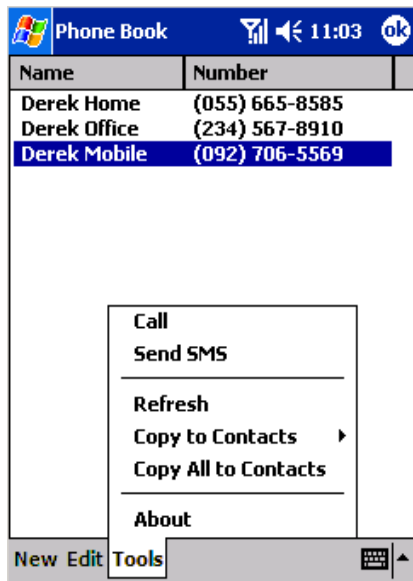 Phone Book 11:03 ok
Name Number
Derek Home (055) 665-8585
Derek Office (234) 567-8910
Derek Mobile (092) 706-5569
Call
Send SMS
Refresh
Copy to Contacts
Copy All to Contacts
About
New Edit Tools